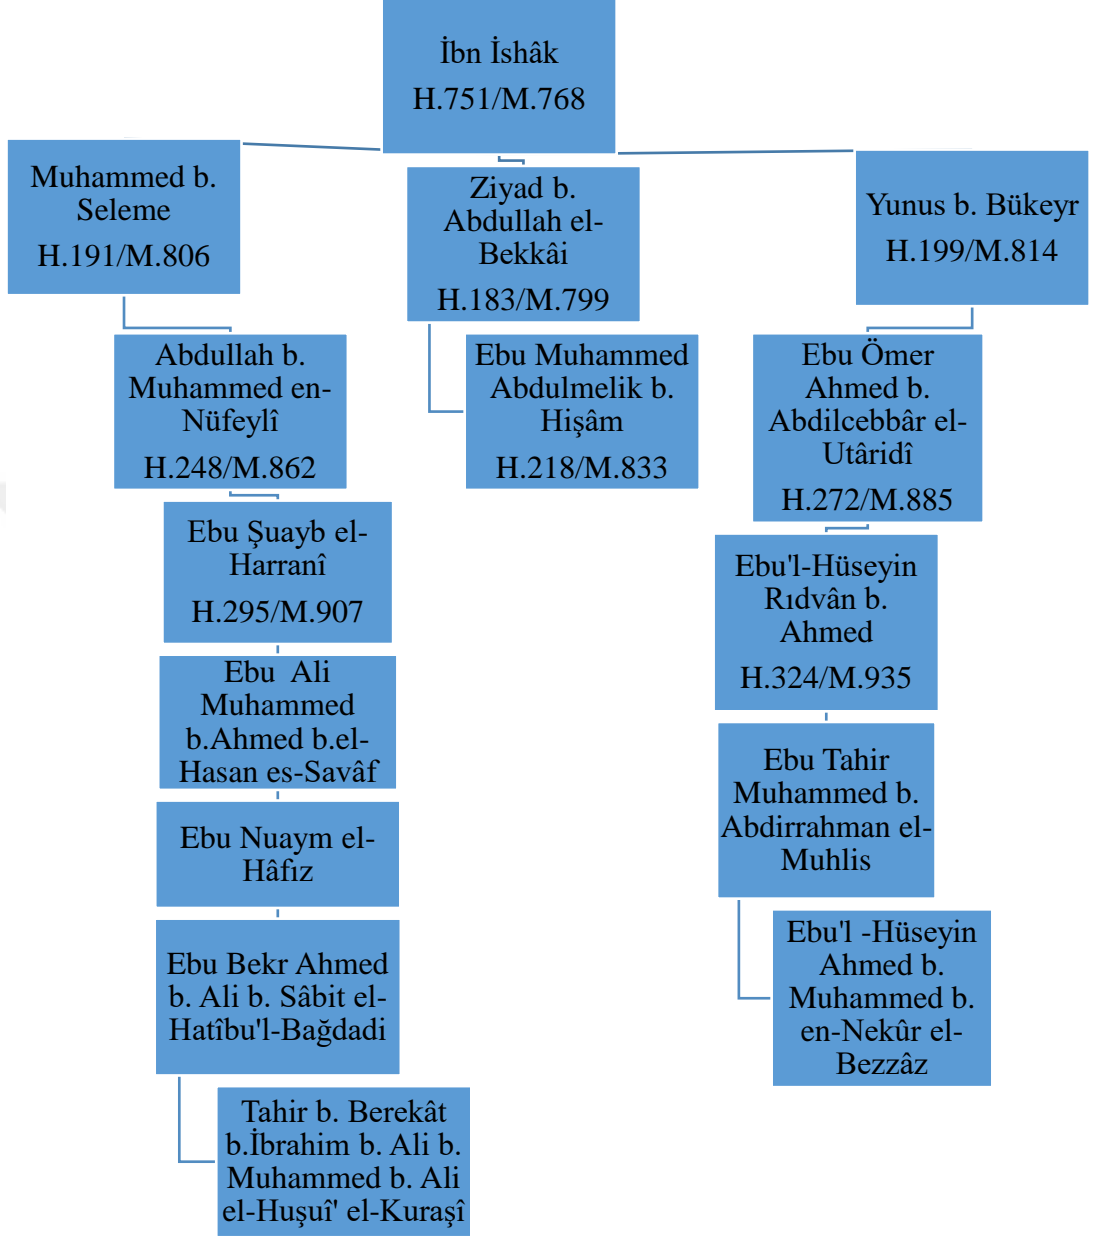 İbn İshâk
H.751/M.768
Muhammed b.
Seleme
H.191/M.806
Ziyad b.
Abdullah el-
Bekkâi
H.183/M.799
Yunus b. Bükeyr
H.199/M.814
Abdullah b.
Muhammed en-
Nüfeylî
H.248/M.862
Ebu Muhammed
Abdulmelik b.
Hişâm
H.218/M.833
Ebu Ömer
Ahmed b.
Abdilcebbâr el-
Utâridî
H.272/M.885
Ebu Şuayb el-
Harranî
H.295/M.907
Ebu'l-Hüseyin
Rıdvân b.
Ahmed
H.324/M.935
Ebu  Ali
Muhammed
b.Ahmed b.el-
Hasan es-Savâf
Ebu Tahir
Muhammed b.
Abdirrahman el-
Muhlis
Ebu Nuaym el-
Hâfız
Ebu Bekr Ahmed
b. Ali b. Sâbit el-
Hatîbu'l-Bağdadi
Ebu'l -Hüseyin
Ahmed b.
Muhammed b.
en-Nekûr el-
Bezzâz
Tahir b. Berekât
b.İbrahim b. Ali b.
Muhammed b. Ali
el-Huşuî' el-Kuraşî